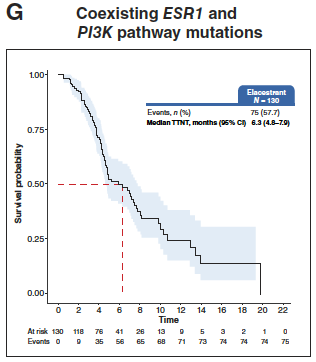 G
Coexisting ESR1 and
PI3K pathway mutations
Elacestrant
N = 130
Events, n (%) 75 (57.7)
Median TTNT, months (95% CI) 6.3 (4.8–7.9)
Survival probability
1.00
0.75
0.50
0.25
0.00
0 2 4 6 8 10 12 14 16 18 20 22
Time
At risk 130 118 76 41 26 13 9 5 3 2 1 0
Events 0 9 35 56 65 68 71 73 74 74 74 75